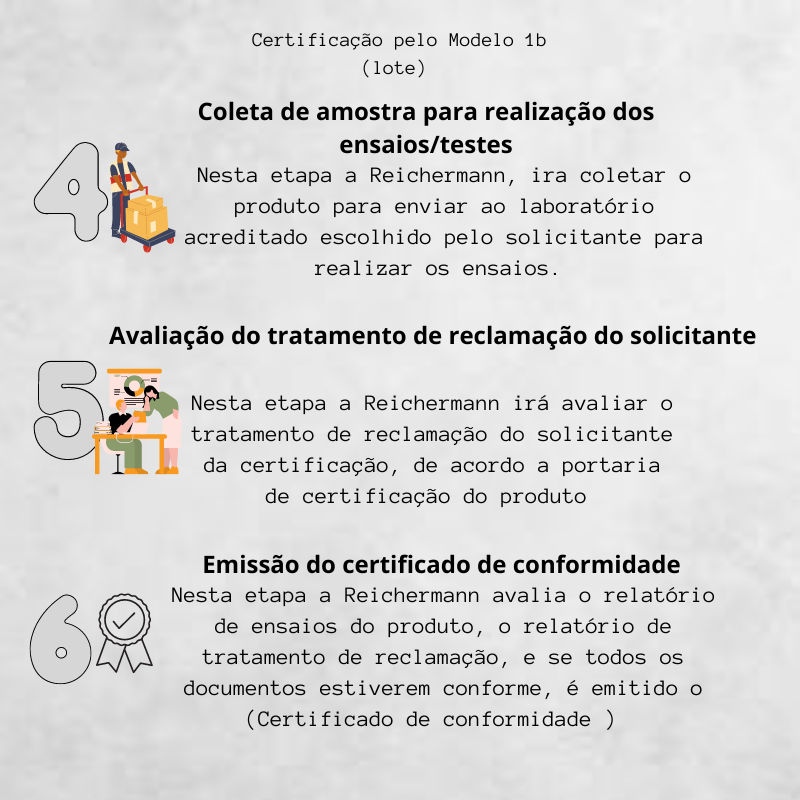 Certificação pelo Modelo 1b
(lote)
Coleta de amostra para realização dos
ensaios/testes
4
Nesta etapa a Reichermann, ira coletar o
produto para enviar ao laboratório
acreditado escolhido pelo solicitante para
realizar os ensaios.
Avaliação do tratamento de reclamação do solicitante
5
Nesta etapa a Reichermann irá avaliar o
tratamento de reclamação do solicitante
da certificação, de acordo a portaria
de certificação do produto
Emissão do certificado de conformidade
6
Nesta etapa a Reichermann avalia o relatório
de ensaios do produto, o relatório de
tratamento de reclamação, e se todos os
documentos estiverem conforme, é emitido o
(Certificado de conformidade )